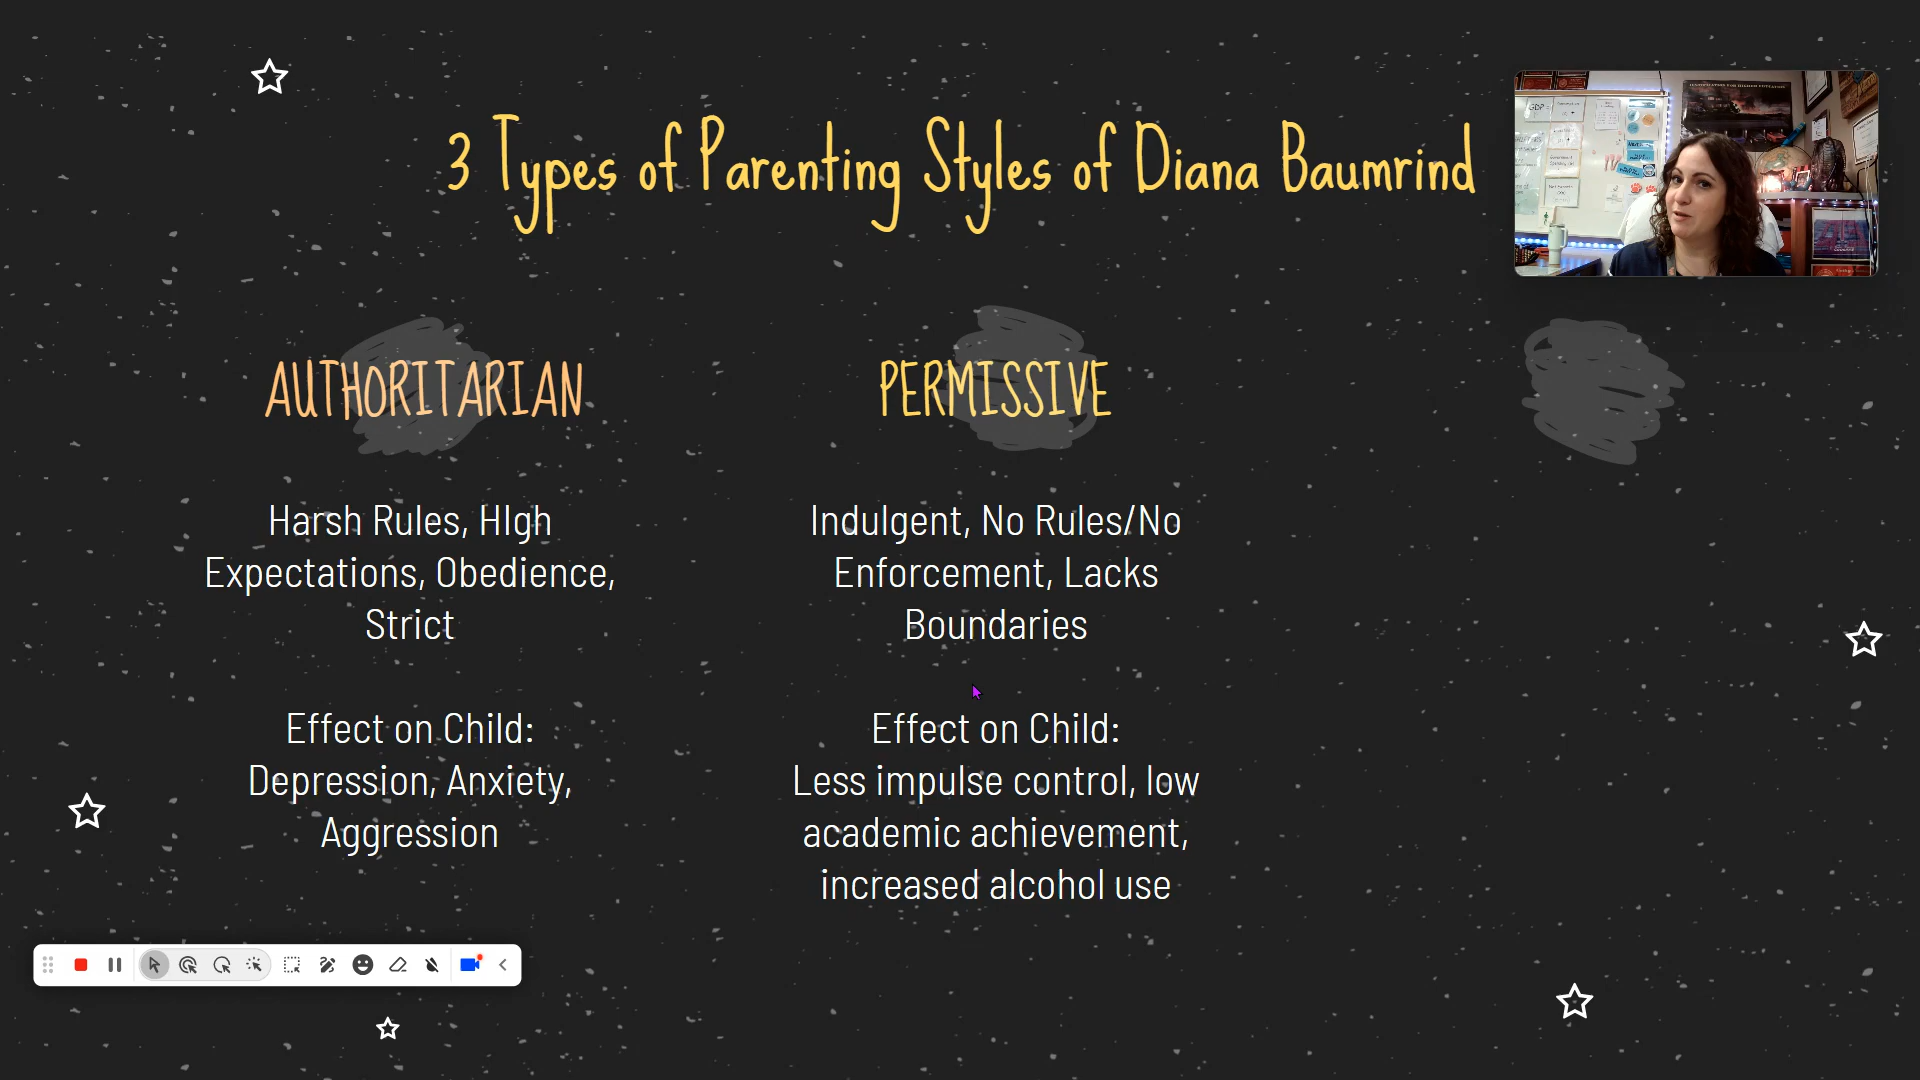 3 Types of Parenting Styles of Diana Baumrind
GDP
AUTHORITARIAN
PERMISSIVE
Harsh Rules, HIgh
Expectations, Obedience,
Strict
Indulgent, No Rules/No
Enforcement, Lacks
Boundaries
Effect on Child:
Depression, Anxiety,
Aggression
Effect on Child:
Less impulse control, low
academic achievement,
increased alcohol use